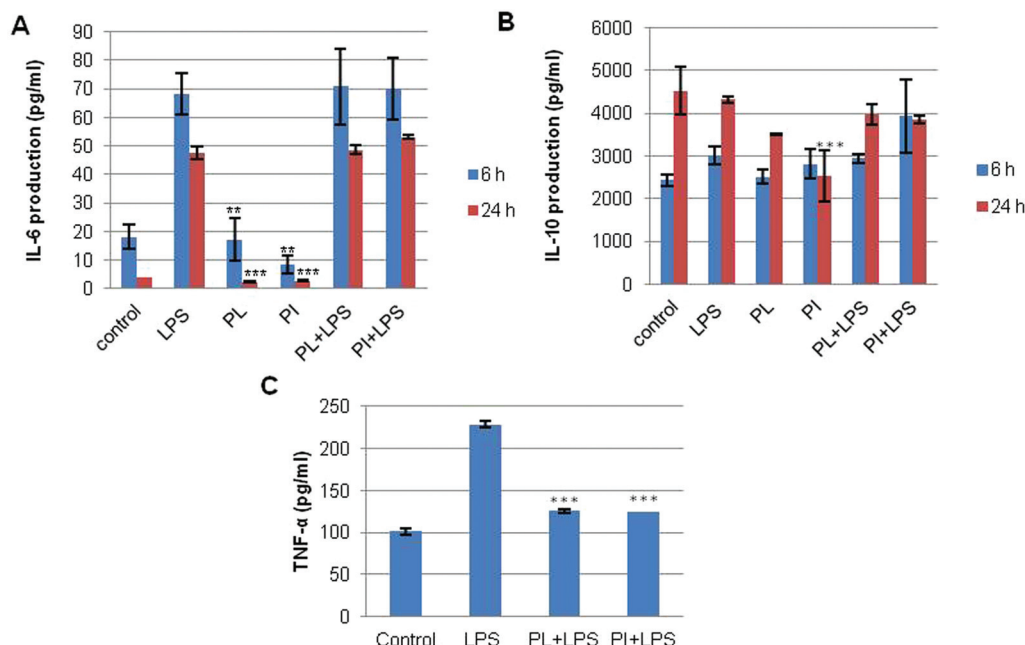 A
IL-6 production (pg/ml)
90
80
70
60
50
40
30
20
10
0
**
***
**
***
control
LPS
PL
PI
PL+LPS
PI+LPS
6 h
24 h
B
IL-10 production (pg/ml)
6000
5000
4000
3000
2000
1000
0
***
control
LPS
PL
PI
PL+LPS
PI+LPS
6 h
24 h
C
TNF-α (pg/ml)
250
200
150
100
50
0
***
***
Control
LPS
PL+LPS
PI+LPS